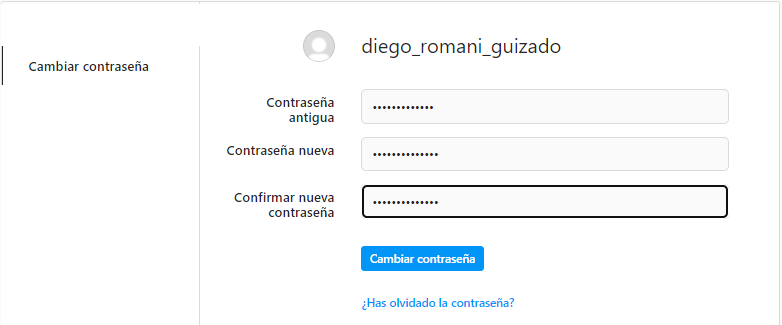 diego_romani_guizado
Cambiar contraseña
Contraseña
antigua
•••••••••••••
Contraseña nueva
••••••••••••••
Confirmar nueva
contraseña
••••••••••••••
Cambiar contraseña
¿Has olvidado la contraseña?